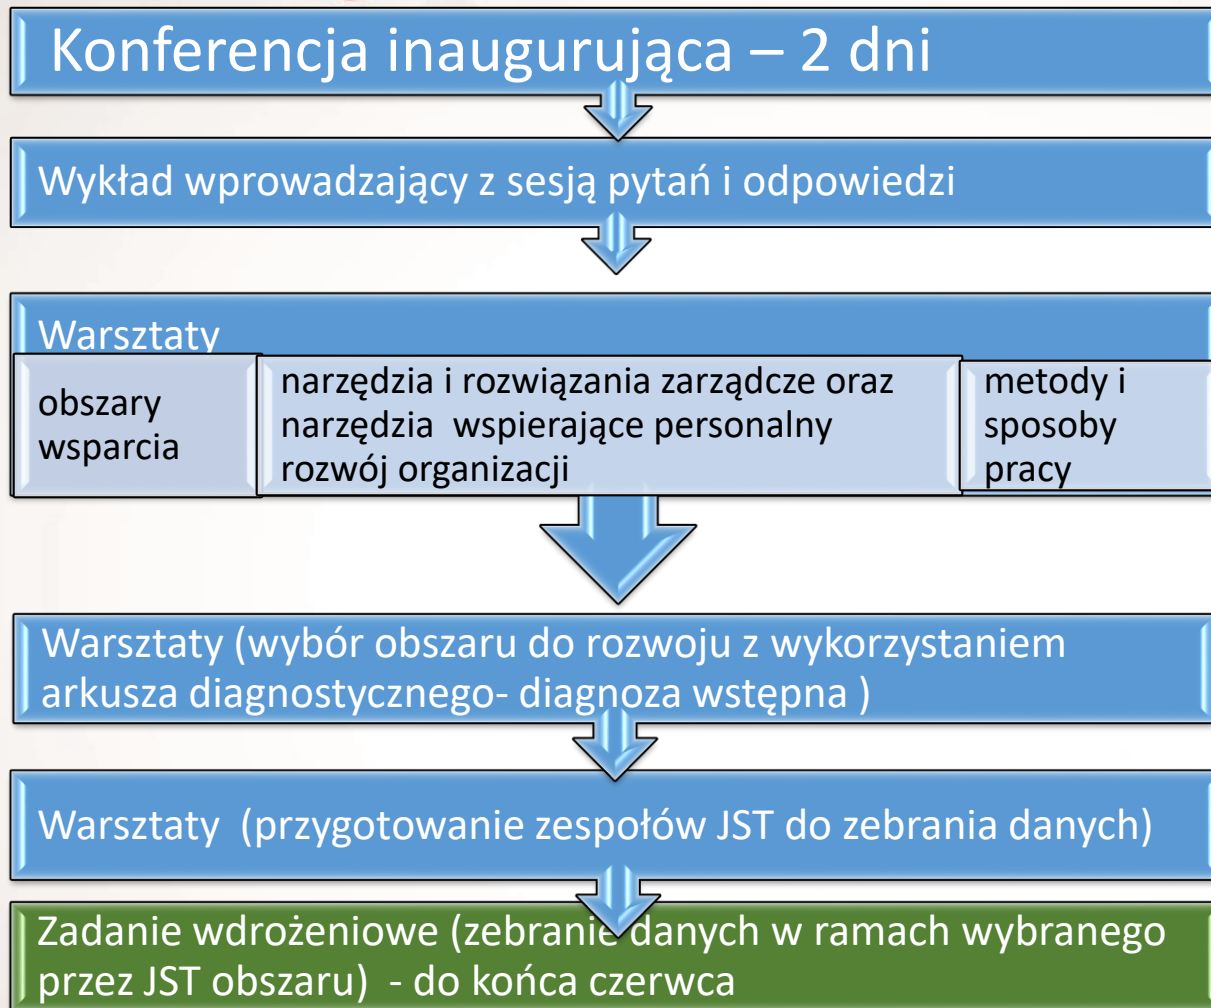 Konferencja inaugurująca – 2 dni
Wykład wprowadzający z sesją pytań i odpowiedzi
Warsztaty
obszary
wsparcia
narzędzia i rozwiązania zarządcze oraz
narzędzia  wspierające personalny
rozwój organizacji
metody i
sposoby
pracy
Warsztaty (wybór obszaru do rozwoju z wykorzystaniem
arkusza diagnostycznego- diagnoza wstępna )
Warsztaty  (przygotowanie zespołów JST do zebrania danych)
Zadanie wdrożeniowe (zebranie danych w ramach wybranego
przez JST obszaru)  - do końca czerwca